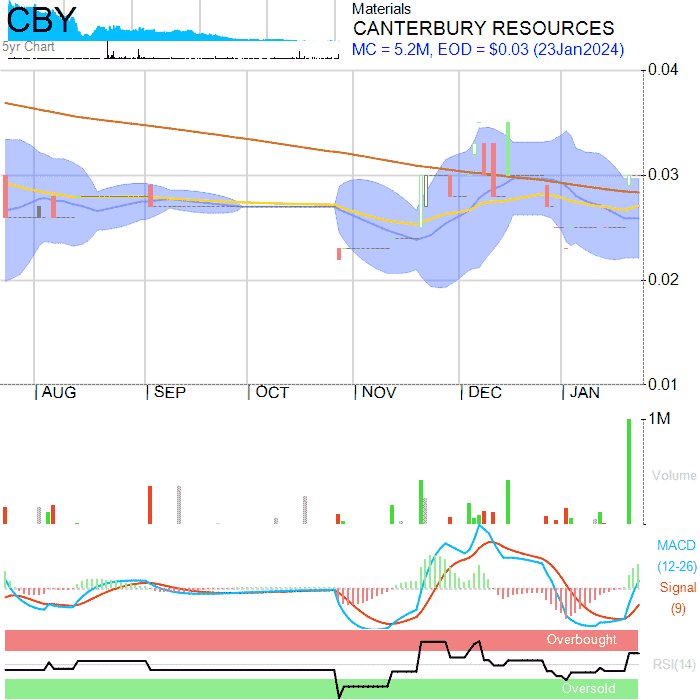 CBY
5yr Chart
Materials
CANTERBURY RESOURCES
MC = 5.2M, EOD = $0.03 (23Jan2024)
0.04
0.03
0.02
0.01
AUG SEP OCT NOV DEC JAN
1M
Volume
MACD
(12-26)
Signal
(9)
Overbought
RSI(14)
Oversold